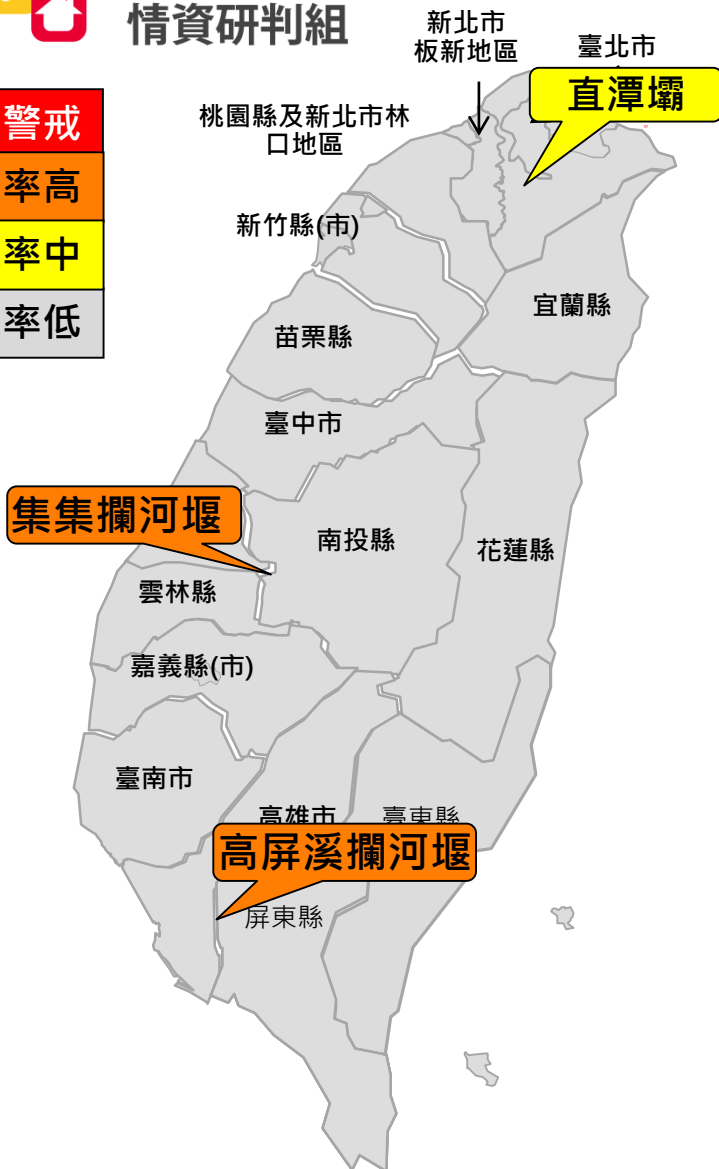 情資研判組
新北市
板新地區
臺北市
直潭壩
警戒
率高
率中
率低
桃園縣及新北市林
口地區
新竹縣(市)
宜蘭縣
苗栗縣
臺中市
集集攔河堰
南投縣
花蓮縣
雲林縣
嘉義縣(市)
臺南市
高雄市
臺東縣
高屏溪攔河堰
屏東縣